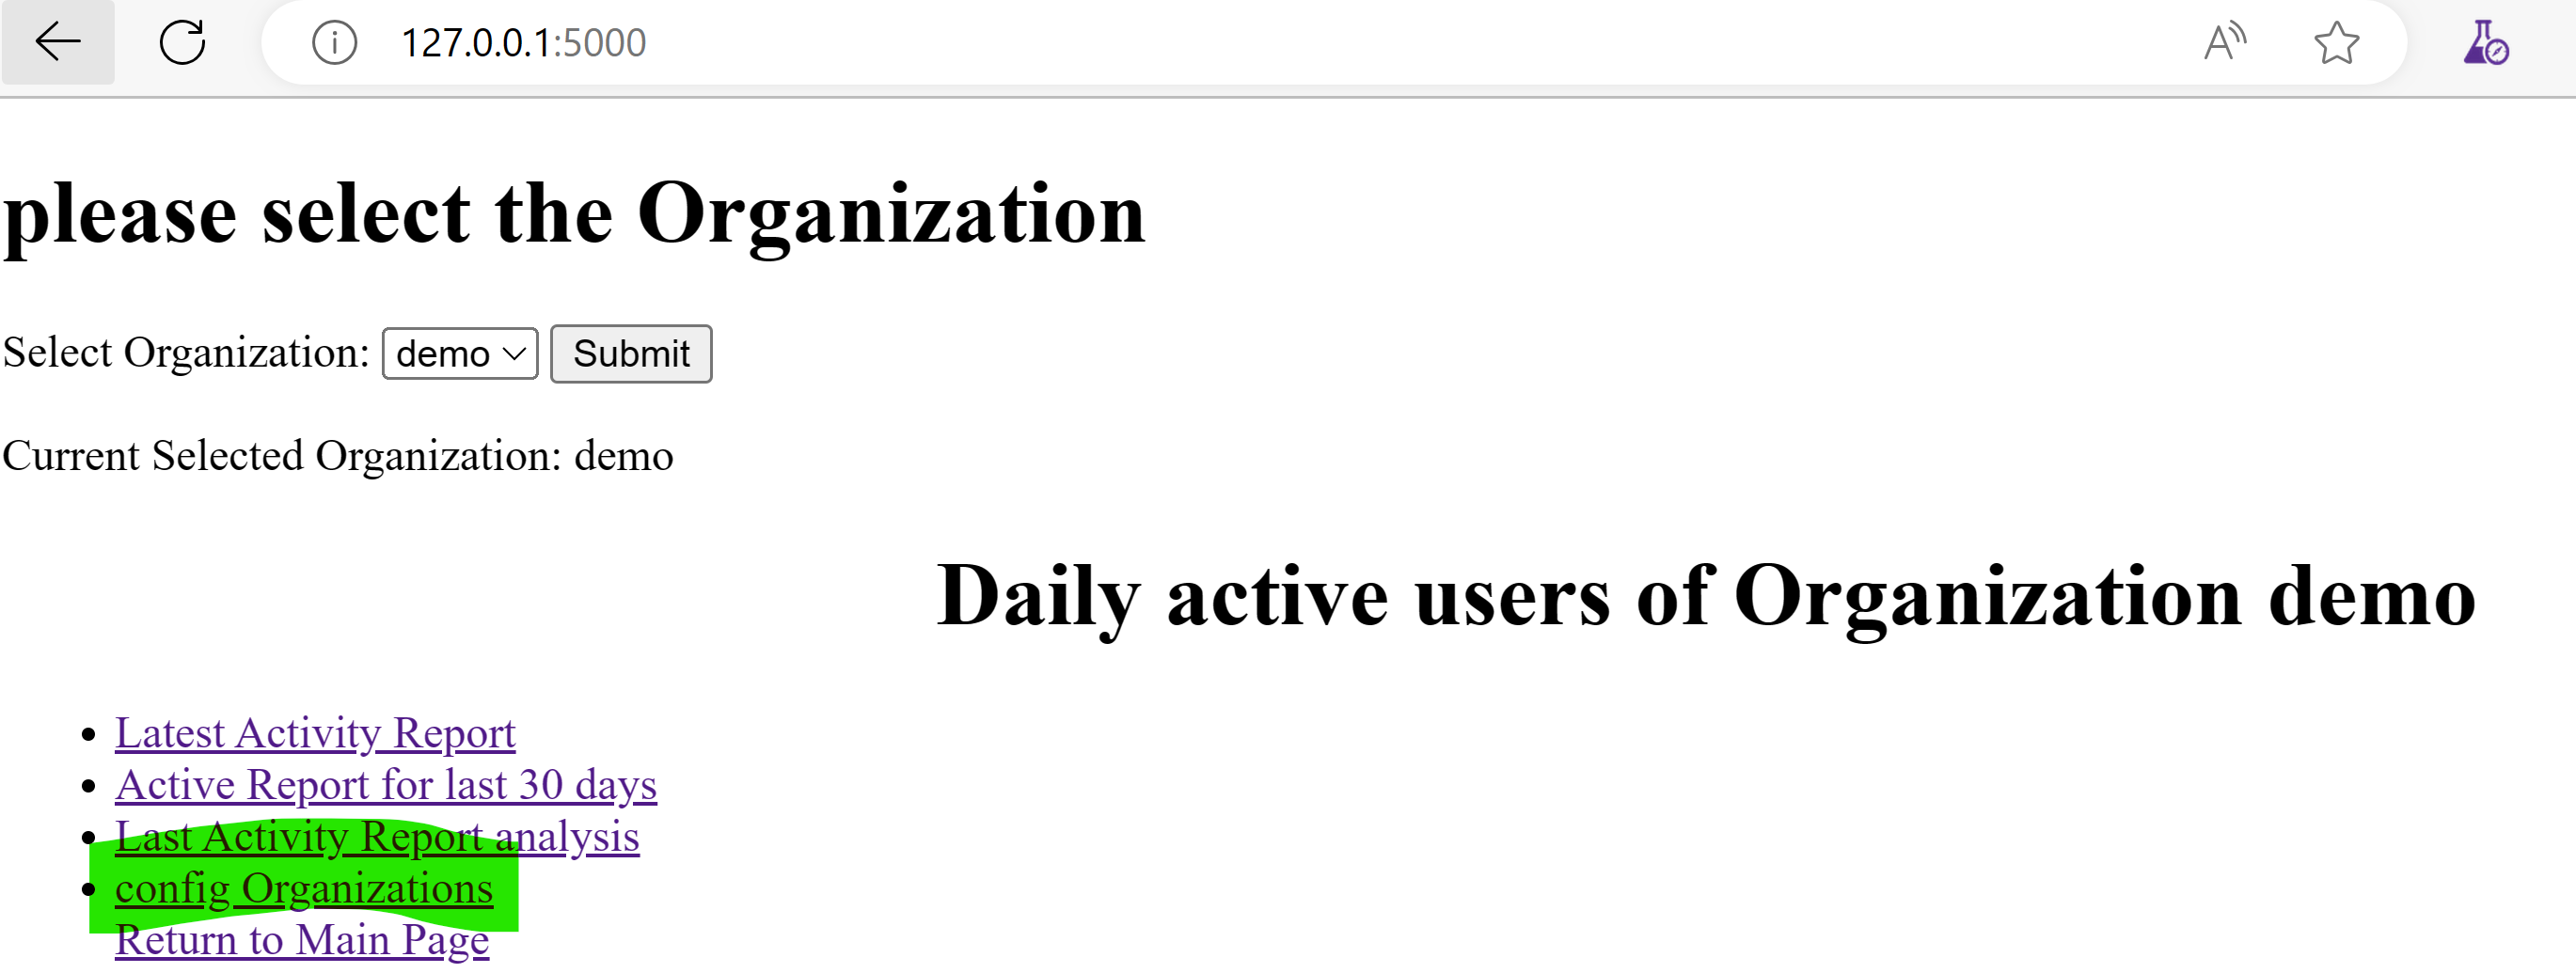 127.0.0.1:5000
please select the Organization
Select Organization: demo Submit
Current Selected Organization: demo
Daily active users of Organization demo
Latest Activity Report
Active Report for last 30 days
Last Activity Report analysis
config Organizations
Return to Main Page